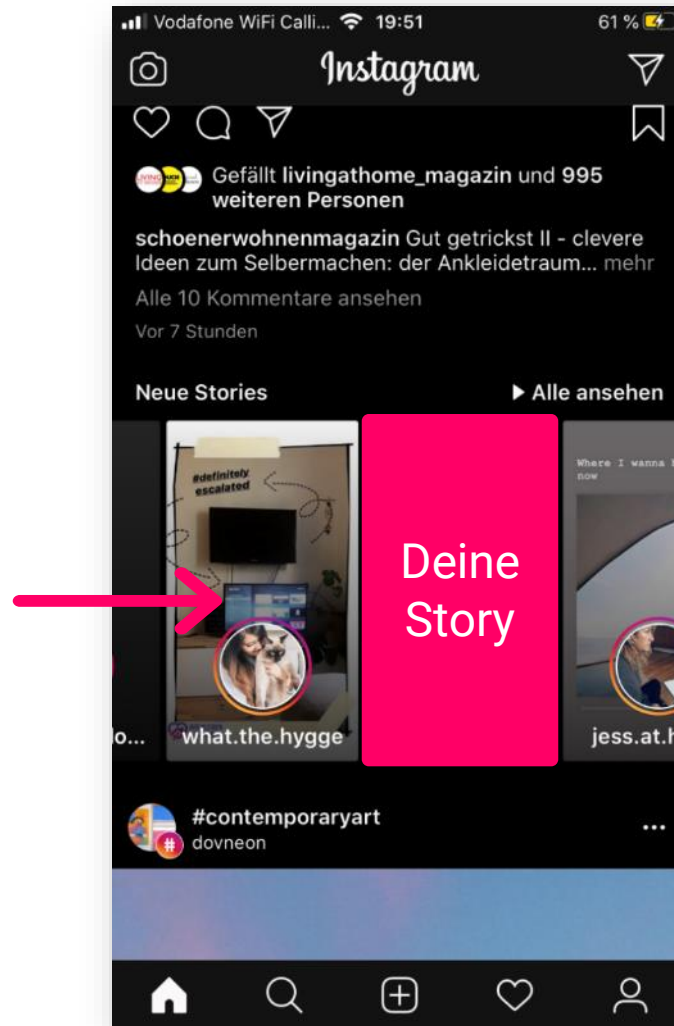 Vodafone WiFi Calli... 19:51 61 %
Instagram
Gefällt livingathome_magazin und 995
weiteren Personen
schoenerwohnenmagazin Gut getrickst II - clevere
Ideen zum Selbermachen: der Ankleidetraum... mehr
Alle 10 Kommentare ansehen
Vor 7 Stunden
Neue Stories Alle ansehen
#definitely
escalated
Deine
Story
Where I wanna
now
lo...
what.the.hygge
jess.at.h
#contemporaryart
#
dovneon